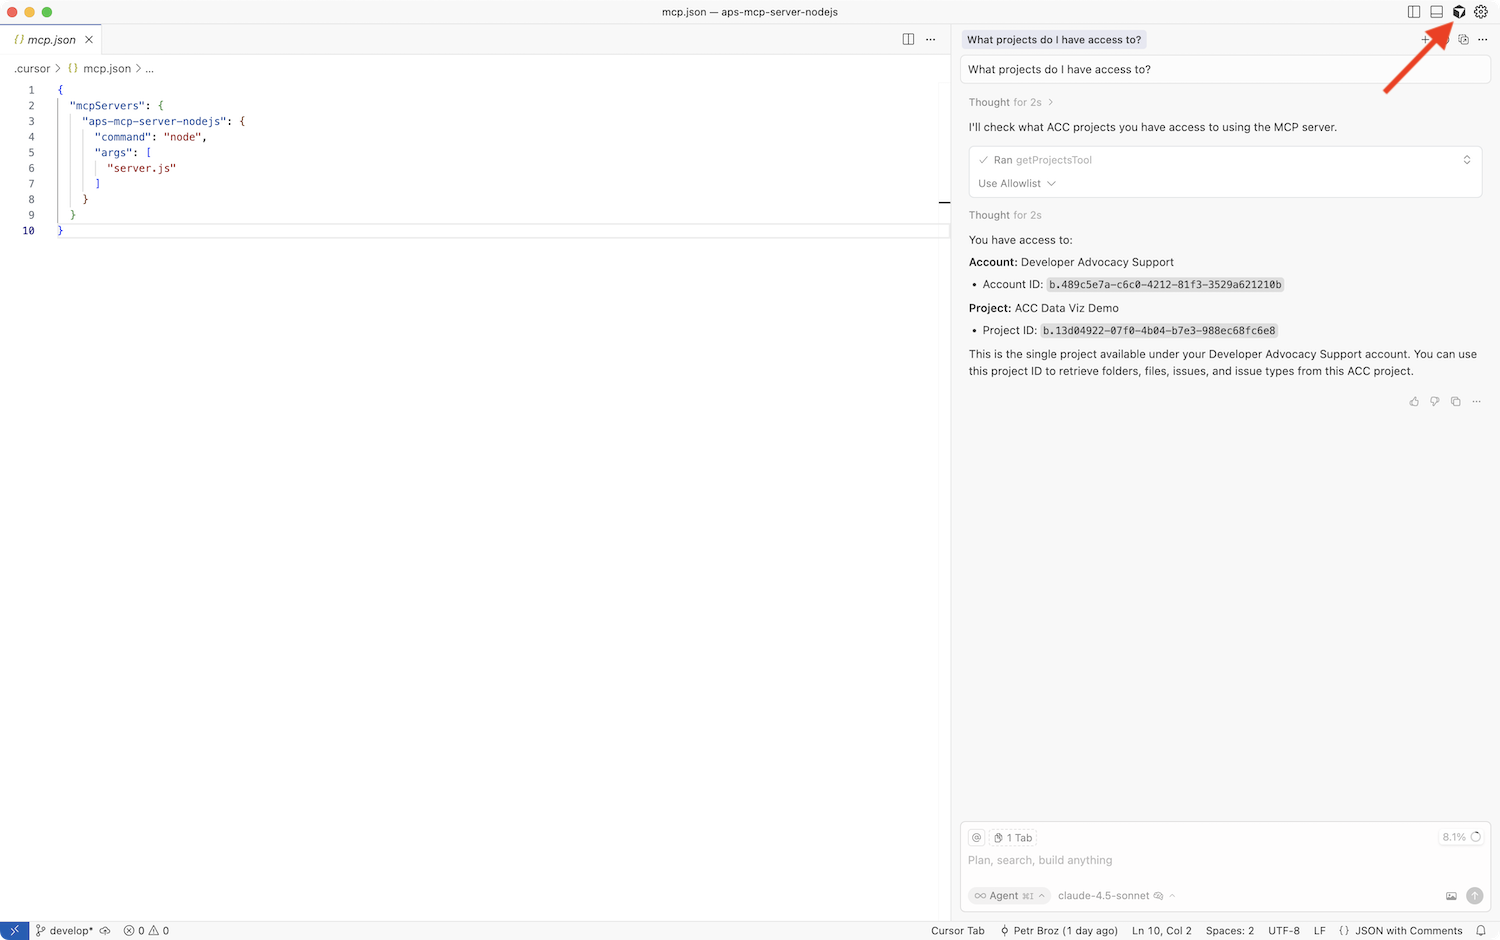 mcp.json — aps-mcp-server-nodejs
{} mcp.json
.cursor > {} mcp.json > ...
1 {
2 "mcpServers": {
3 "aps-mcp-server-nodejs": {
4 "command": "node",
5 "args": [
6 "server.js"
7 ]
8 }
9 }
10 }
What projects do I have access to?
What projects do I have access to?
Thought for 2s >
I'll check what ACC projects you have access to using the MCP server.
Ran getProjectsTool
Use Allowlist
Thought for 2s
You have access to:
Account: Developer Advocacy Support
• Account ID: b.489c5e7a-c6c0-4212-81f3-3529a621210b
Project: ACC Data Viz Demo
• Project ID: b.13d04922-07f0-4b04-b7e3-988ec68fc6e8
This is the single project available under your Developer Advocacy Support account. You can use
this project ID to retrieve folders, files, issues, and issue types from this ACC project.
@ 1 Tab 8.1%
Plan, search, build anything
∞ Agent ⌘I claude-4.5-sonnet
develop* 0 0 Cursor Tab Petr Broz (1 day ago) Ln 10, Col 2 Spaces: 2 UTF-8 LF {} JSON with Comments